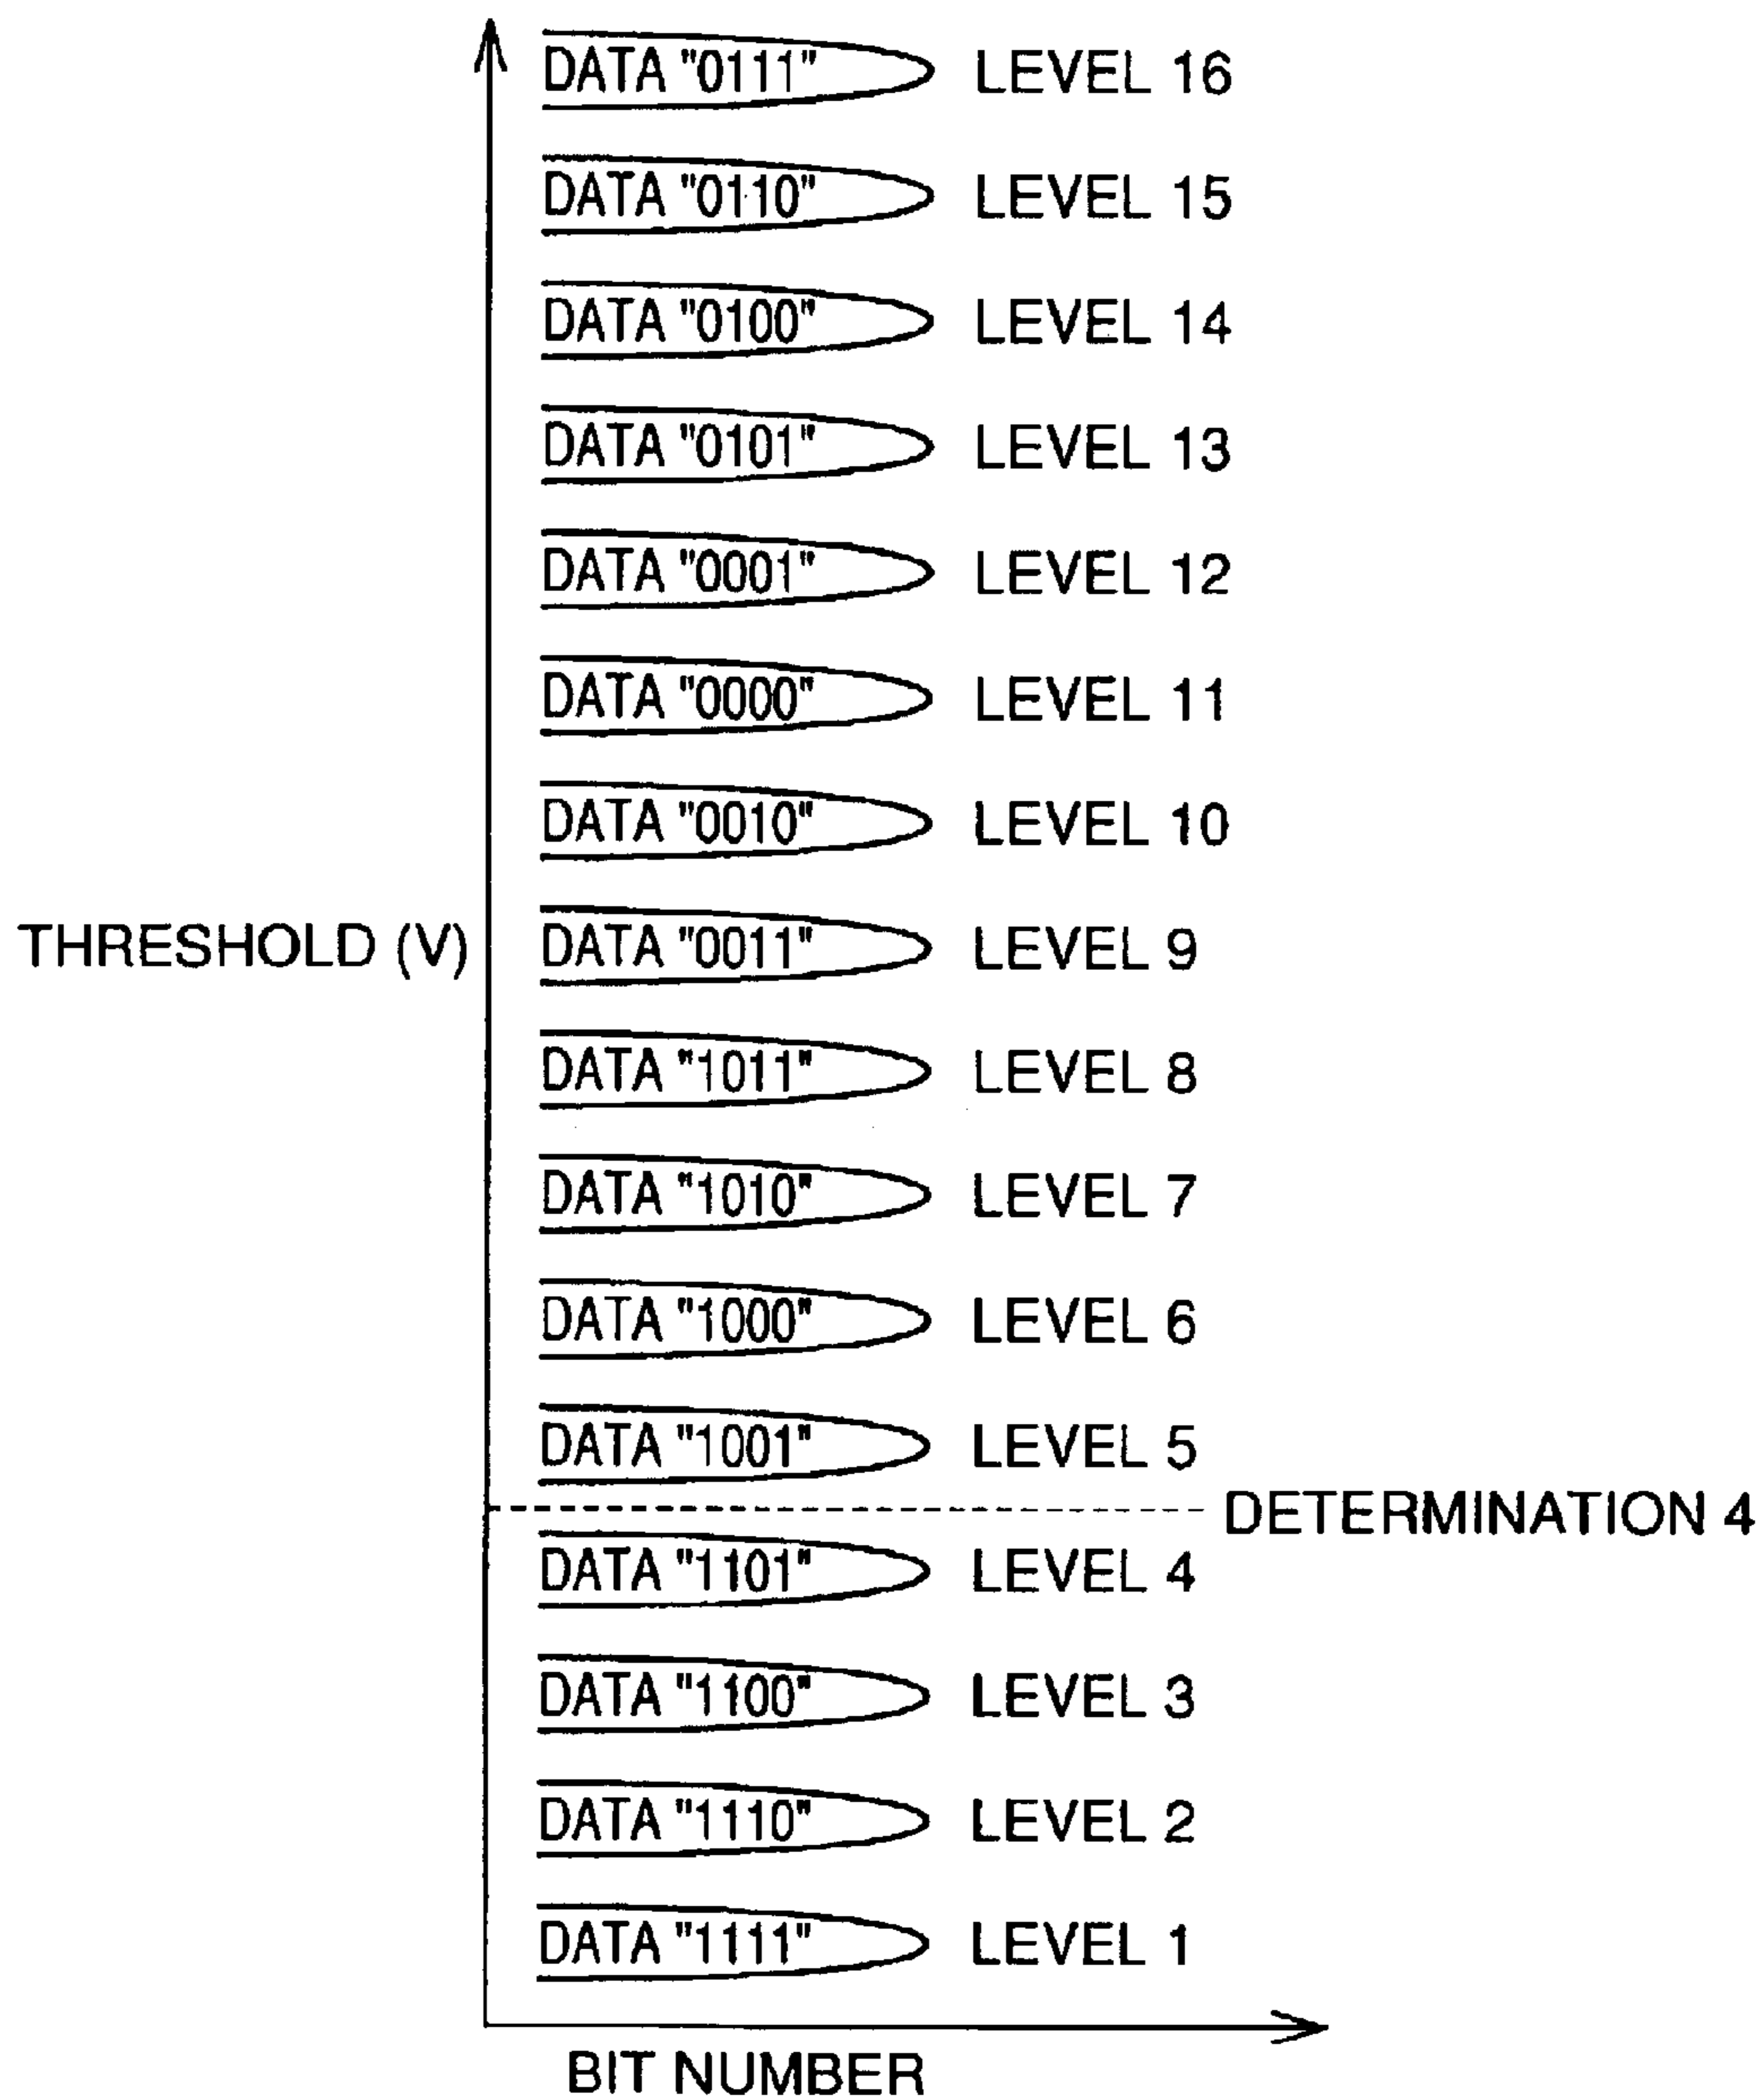 DATA "0111" LEVEL 16
DATA "0110" LEVEL 15
DATA "0100" LEVEL 14
DATA "0101" LEVEL 13
DATA "0001" LEVEL 12
DATA "0000" LEVEL 11
DATA "0010" LEVEL 10
THRESHOLD (V) DATA "0011" LEVEL 9
DATA "1011" LEVEL 8
DATA "1010" LEVEL 7
DATA "1000" LEVEL 6
DATA "1001" LEVEL 5
DETERMINATION 4
DATA "1101" LEVEL 4
DATA "1100" LEVEL 3
DATA "1110" LEVEL 2
DATA "1111" LEVEL 1
BIT NUMBER